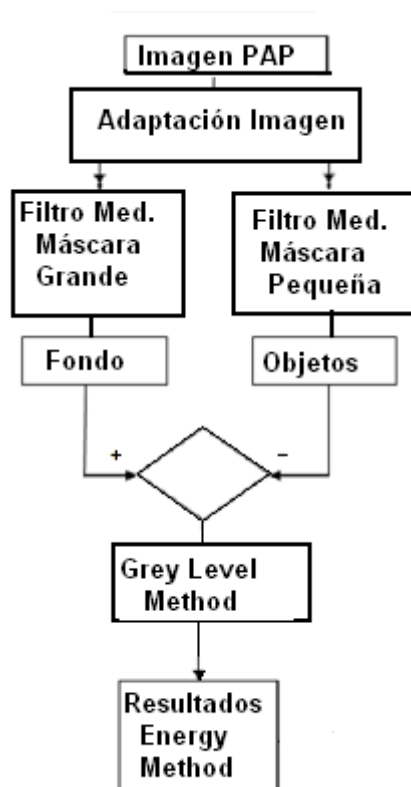 Imagen PAP
Adaptación Imagen
Filtro Med.
Máscara
Grande
Filtro Med.
Máscara
Pequeña
Fondo
Objetos
+
−
Grey Level
Method
Resultados
Energy
Method